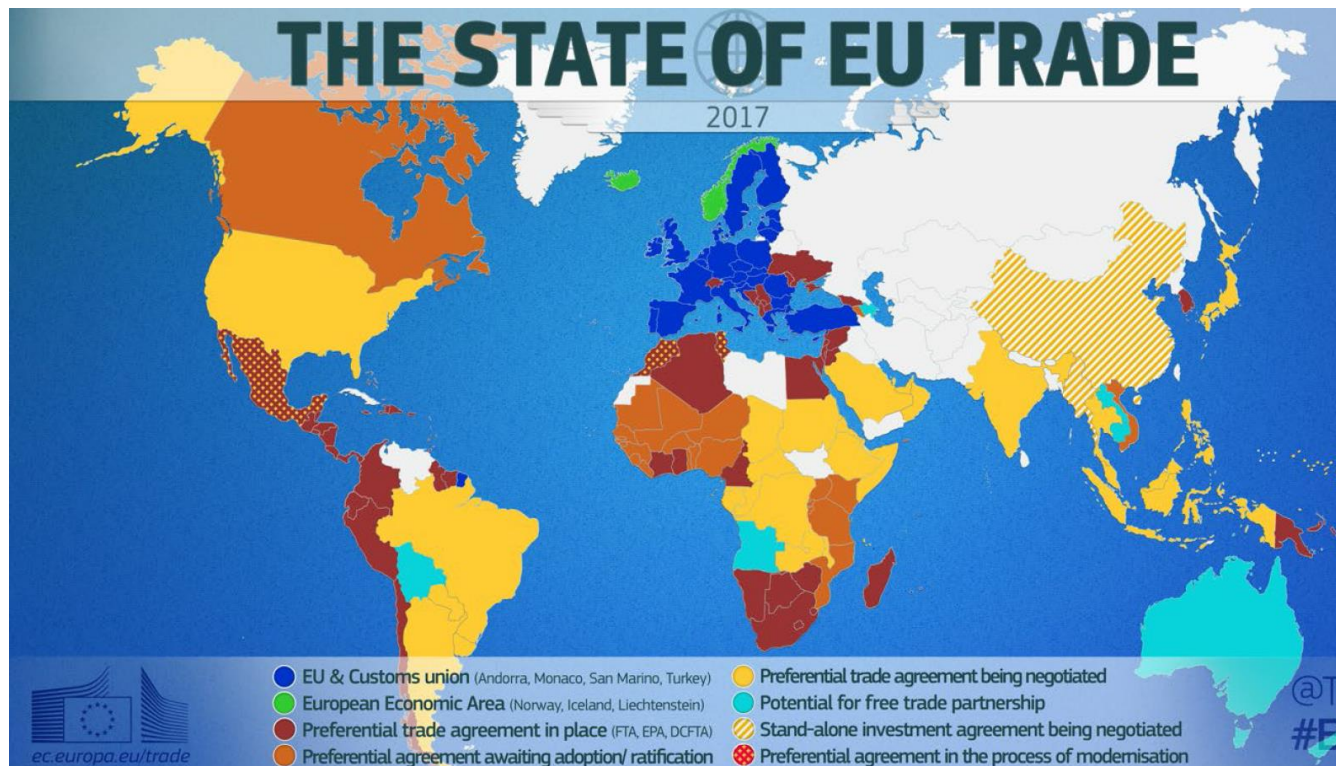 THE STATE OF EU TRADE
2017
EU & Customs union (Andorra, Monaco, San Marino, Turkey)
European Economic Area (Norway, Iceland, Liechtenstein)
Preferential trade agreement in place (FTA, EPA, DCFTA)
Preferential agreement awaiting adoption/ ratification
Preferential trade agreement being negotiated
Potential for free trade partnership
Stand-alone investment agreement being negotiated
Preferential agreement in the process of modernisation
ec.europa.eu/trade
@T
#E